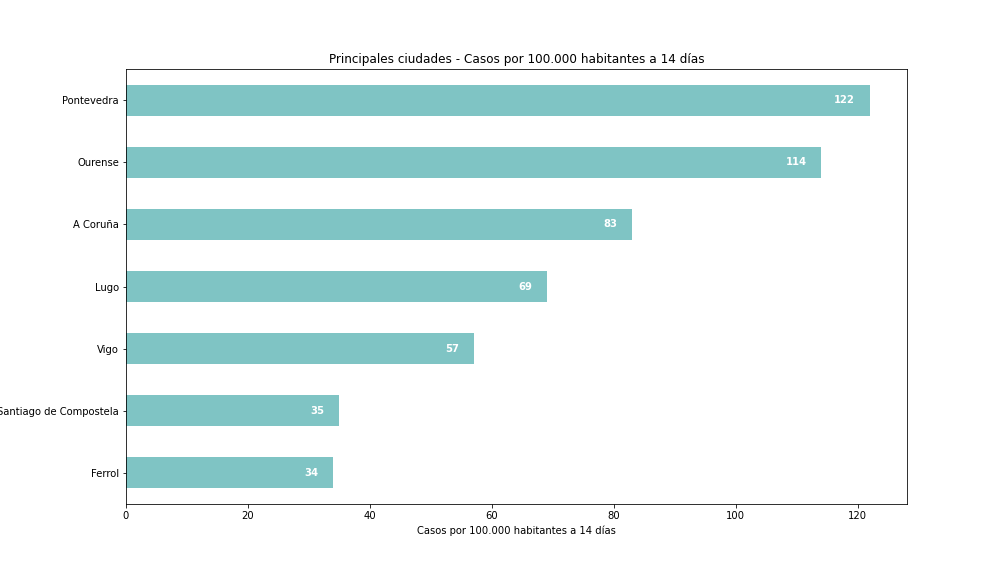 Principales ciudades - Casos por 100.000 habitantes a 14 días
Pontevedra 122
Ourense 114
A Coruña 83
Lugo 69
Vigo 57
Santiago de Compostela 35
Ferrol 34
0 20 40 60 80 100 120
Casos por 100.000 habitantes a 14 días